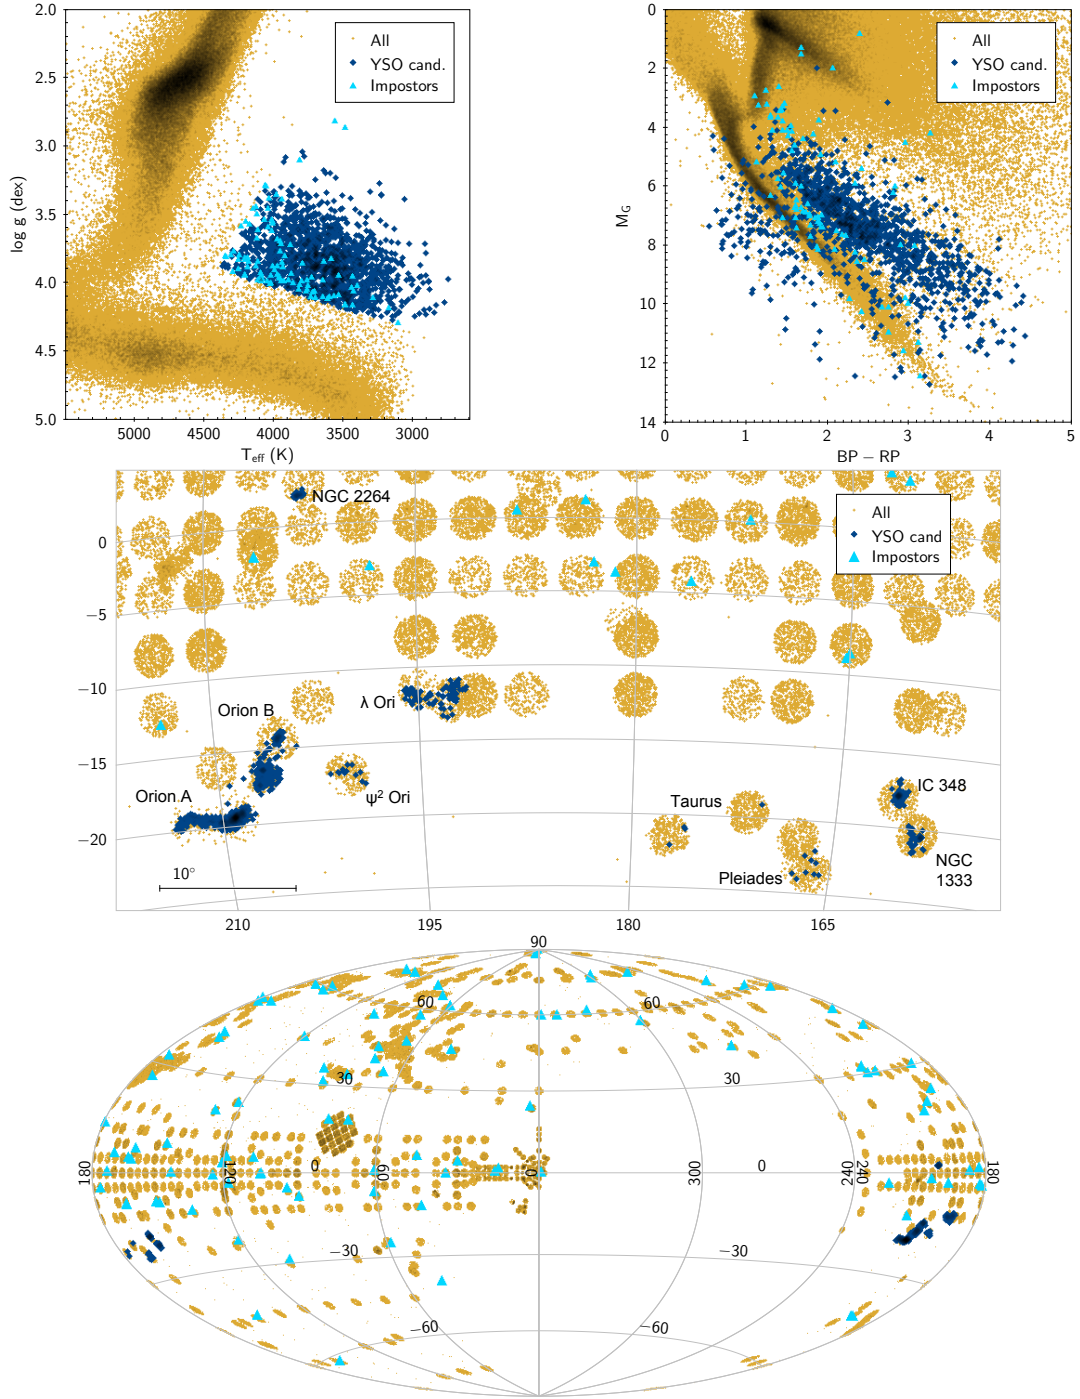 2.0
2.5
3.0
3.5
4.0
4.5
5.0
log g (dex)
All
YSO cand.
Impostors
5000 4500 4000 3500 3000
T_eff (K)
0
2
4
6
8
10
12
14
M_G
All
YSO cand.
Impostors
0 1 2 3 4 5
BP − RP
NGC 2264
All
YSO cand
Impostors
0
−5
−10
−15
−20
λ Ori
Orion B
ψ² Ori
Orion A
Taurus
IC 348
Pleiades
NGC
1333
10°
210 195 180 165
90
60 60
30 30
180 120 0 60 0 300 0 240 240 180
−30 −30
−60 −60